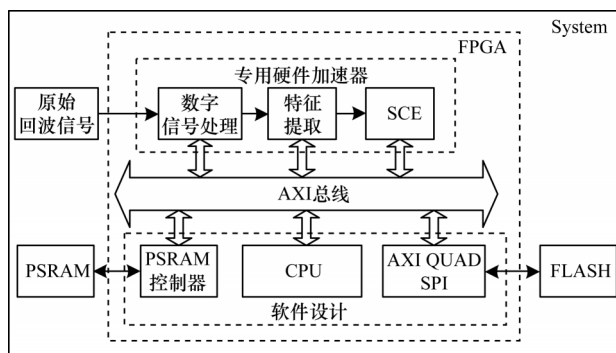 System
FPGA
专用硬件加速器
原始
回波信号
数字
信号处理
特征
提取
SCE
AXI总线
PSRAM
PSRAM
控制器
CPU
AXI QUAD
SPI
FLASH
软件设计